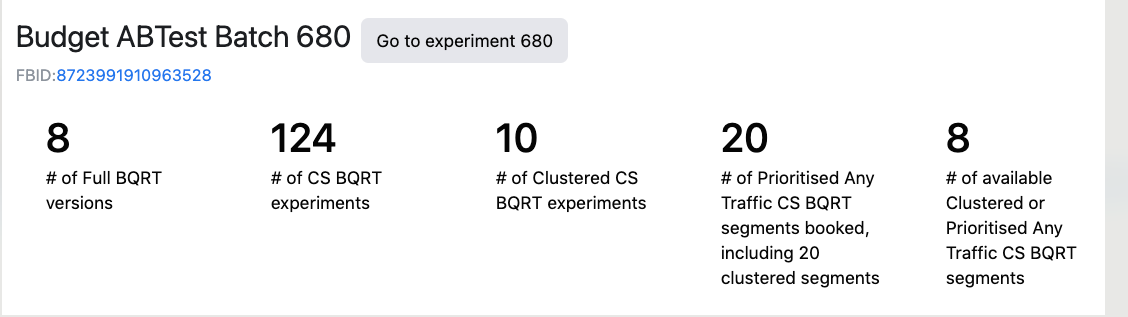 Budget ABTest Batch 680
Go to experiment 680
FBID:8723991910963528
8
# of Full BQRT
versions
124
# of CS BQRT
experiments
10
# of Clustered CS
BQRT experiments
20
# of Prioritised Any
Traffic CS BQRT
segments booked,
including 20
clustered segments
8
# of available
Clustered or
Prioritised Any
Traffic CS BQRT
segments